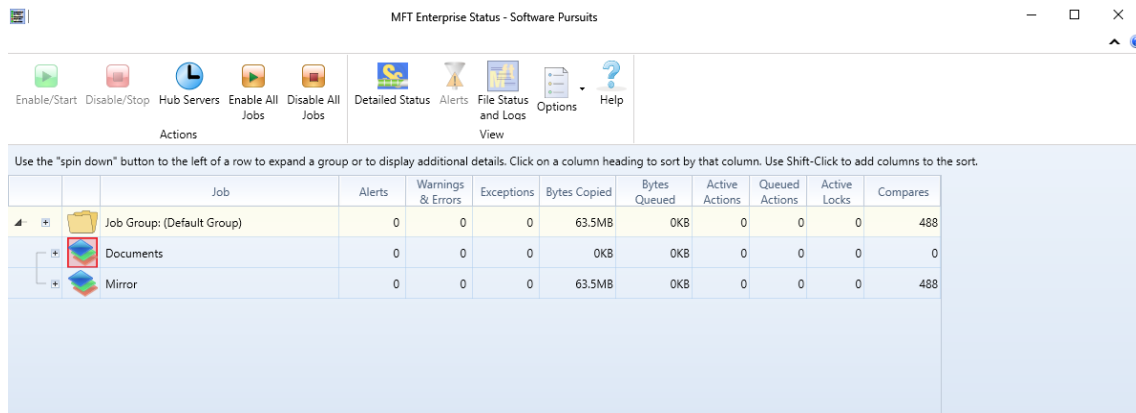 MFT Enterprise Status - Software Pursuits
Enable/Start Disable/Stop Hub Servers Enable All Jobs Disable All Jobs Detailed Status Alerts File Status and Logs Options Help
Actions View
Use the "spin down" button to the left of a row to expand a group or to display additional details. Click on a column heading to sort by that column. Use Shift-Click to add columns to the sort.
Job Alerts Warnings & Errors Exceptions Bytes Copied Bytes Queued Active Actions Queued Actions Active Locks Compares
Job Group: (Default Group) 0 0 0 63.5MB 0KB 0 0 0 488
Documents 0 0 0 0KB 0KB 0 0 0 0
Mirror 0 0 0 63.5MB 0KB 0 0 0 488